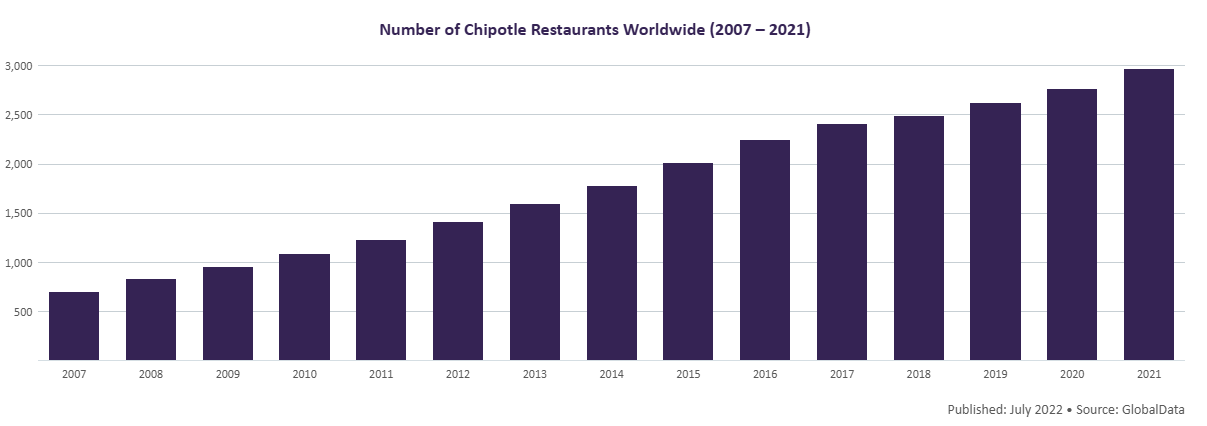 Number of Chipotle Restaurants Worldwide (2007 – 2021)
3,000
2,500
2,000
1,500
1,000
500
2007 2008 2009 2010 2011 2012 2013 2014 2015 2016 2017 2018 2019 2020 2021
Published: July 2022 • Source: GlobalData